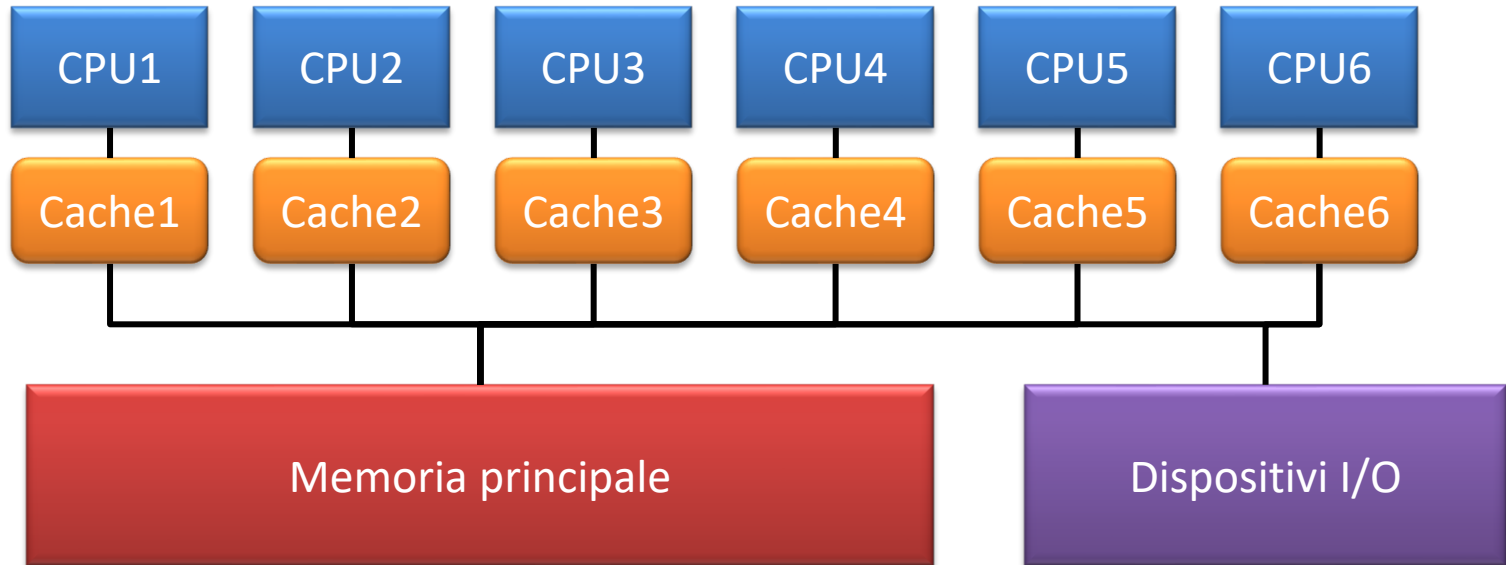 CPU1
CPU2
CPU3
CPU4
CPU5
CPU6
Cache1
Cache2
Cache3
Cache4
Cache5
Cache6
Memoria principale
Dispositivi I/O